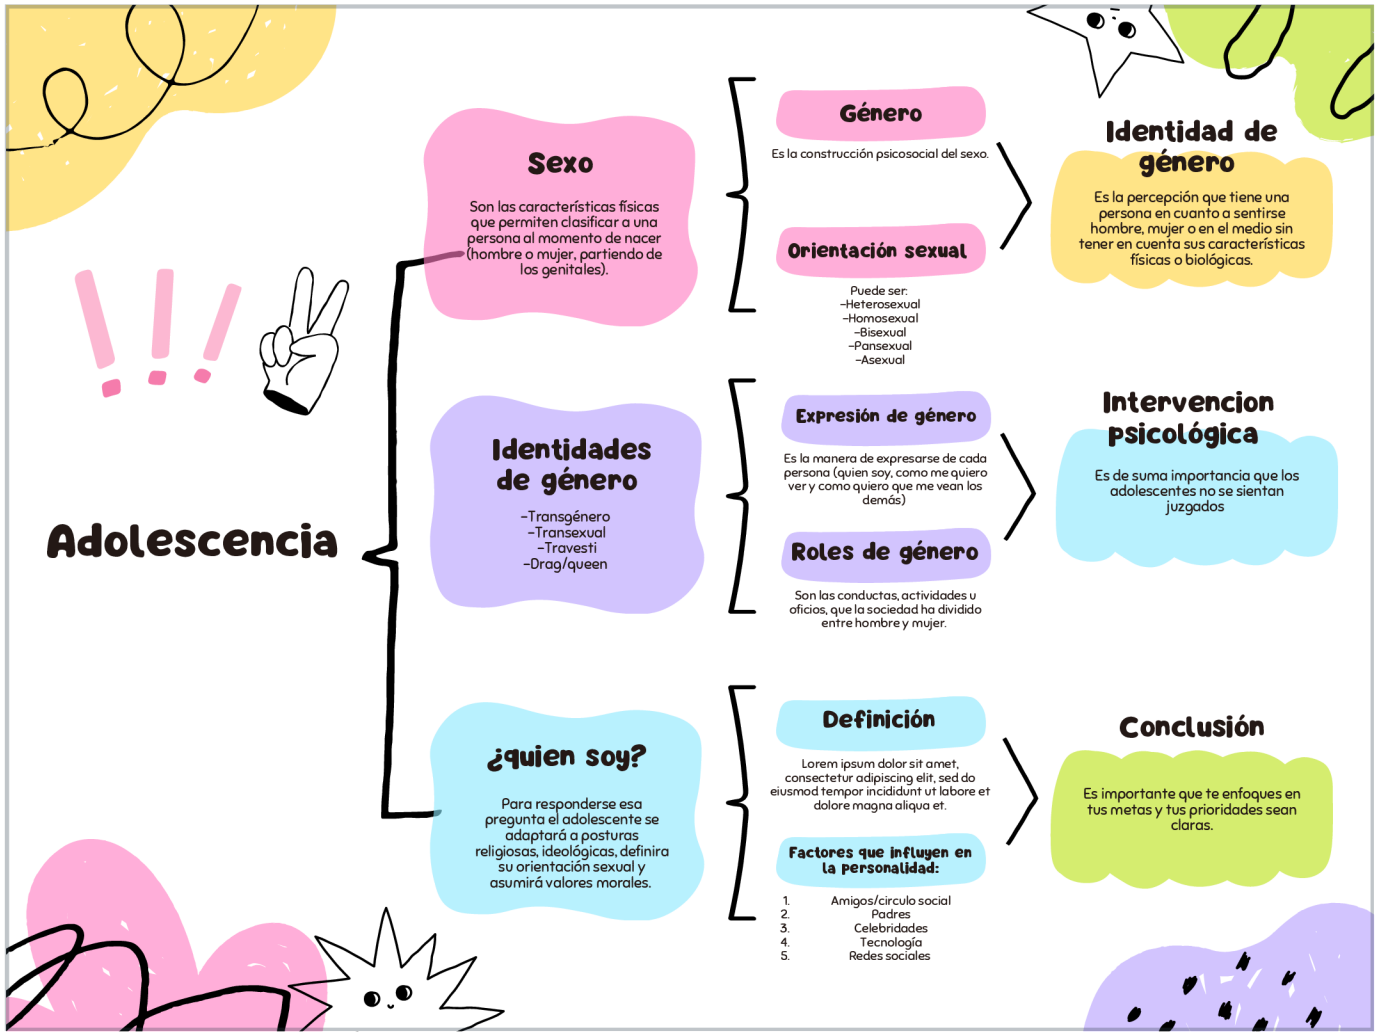 Adolescencia
Sexo
Son las características físicas
que permiten clasificar a una
persona al momento de nacer
(hombre o mujer, partiendo de
los genitales).
Género
Es la construcción psicosocial del sexo.
Orientación sexual
Puede ser:
-Heterosexual
-Homosexual
-Bisexual
-Pansexual
-Asexual
Identidad de
género
Es la percepción que tiene una
persona en cuanto a sentirse
hombre, mujer o en el medio sin
tener en cuenta sus características
físicas o biológicas.
Identidades
de género
-Transgénero
-Transexual
-Travesti
-Drag/queen
Expresión de género
Es la manera de expresarse de cada
persona (quien soy, como me quiero
ver y como quiero que me vean los
demás)
Roles de género
Son las conductas, actividades u
oficios, que la sociedad ha dividido
entre hombre y mujer.
Intervencion
psicológica
Es de suma importancia que los
adolescentes no se sientan
juzgados
¿quien soy?
Para responderse esa
pregunta el adolescente se
adaptará a posturas
religiosas, ideológicas, definira
su orientación sexual y
asumirá valores morales.
Definición
Lorem ipsum dolor sit amet,
consectetur adipiscing elit, sed do
eiusmod tempor incididunt ut labore et
dolore magna aliqua et.
Factores que influyen en
la personalidad:
1. Amigos/circulo social
2. Padres
3. Celebridades
4. Tecnología
5. Redes sociales
Conclusión
Es importante que te enfoques en
tus metas y tus prioridades sean
claras.